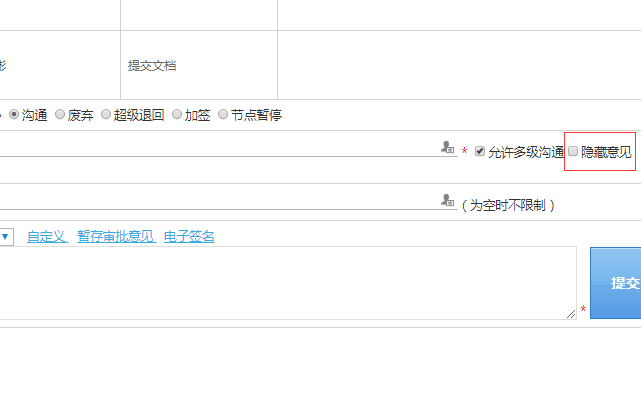 提交文档
沟通 废弃 超级退回 加签 节点暂停
* 允许多级沟通 隐藏意见
(为空时不限制)
自定义 暂存审批意见 电子签名
* 提交